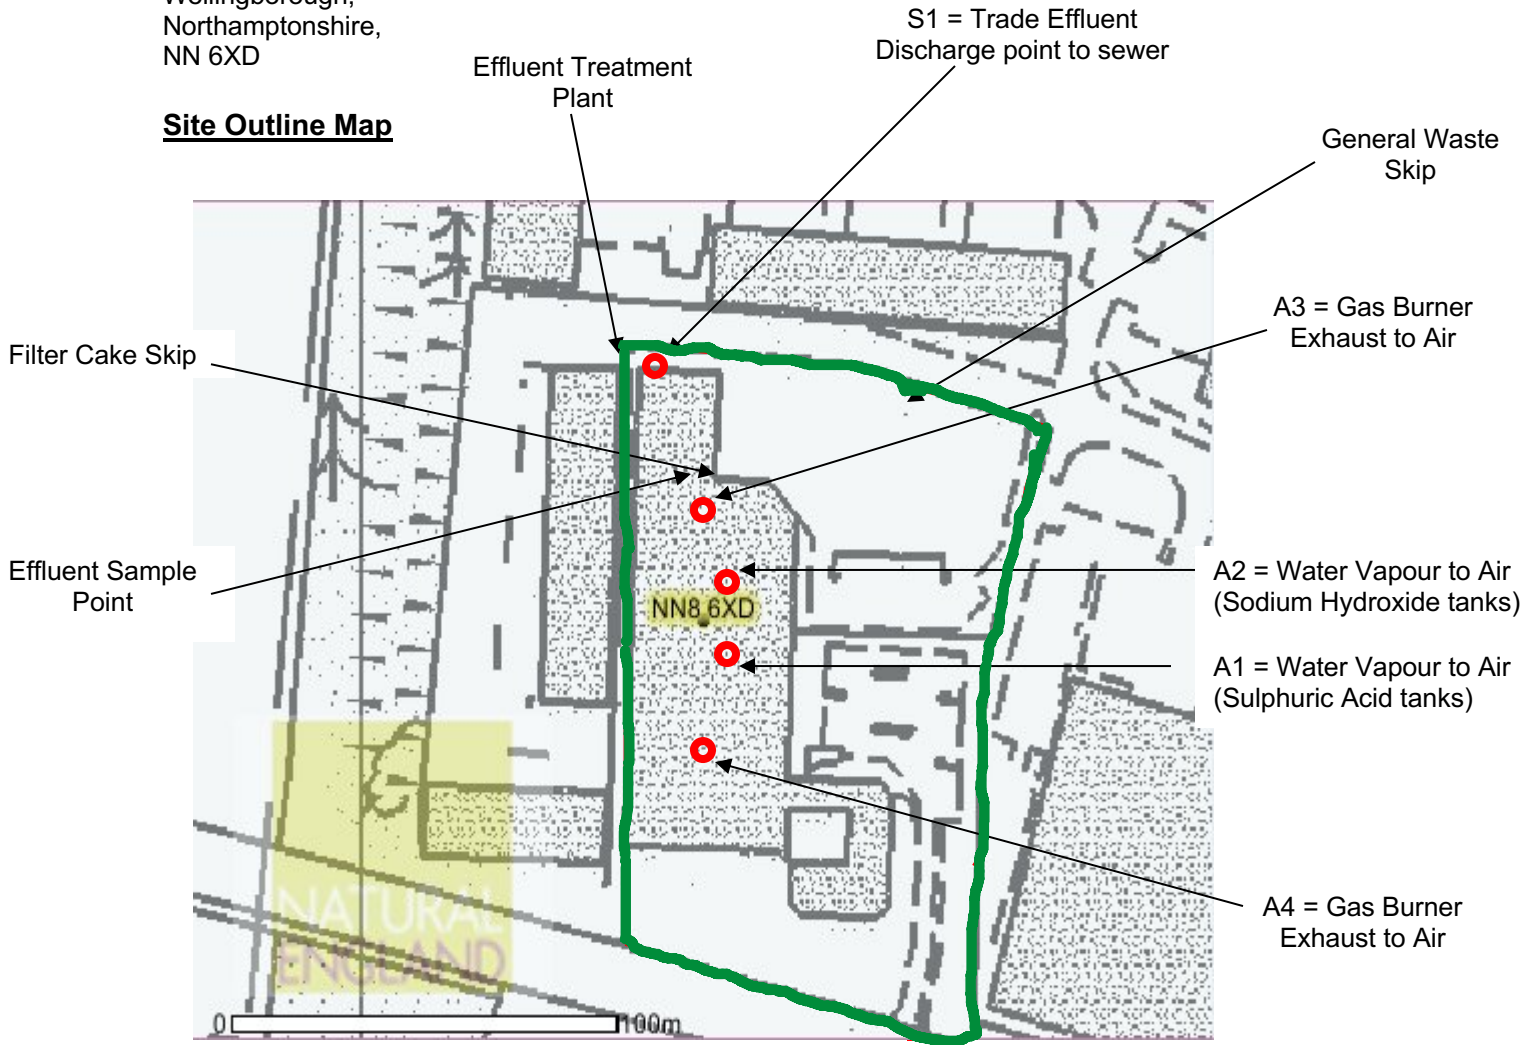 Wellingborough,
Northamptonshire,
NN 6XD
Site Outline Map
Effluent Treatment
Plant
S1 = Trade Effluent
Discharge point to sewer
General Waste
Skip
A3 = Gas Burner
Exhaust to Air
Filter Cake Skip
Effluent Sample
Point
A2 = Water Vapour to Air
(Sodium Hydroxide tanks)
NN8 6XD
A1 = Water Vapour to Air
(Sulphuric Acid tanks)
A4 = Gas Burner
Exhaust to Air
NATURAL
ENGLAND
0 100m